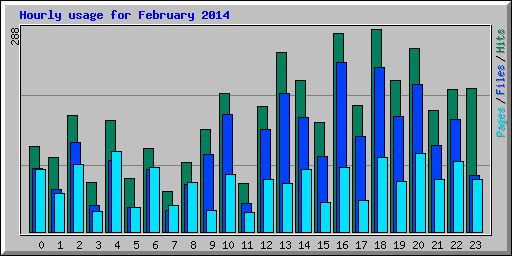 Hourly usage for February 2014
288
Pages / Files / Hits
0 1 2 3 4 5 6 7 8 9 10 11 12 13 14 15 16 17 18 19 20 21 22 23